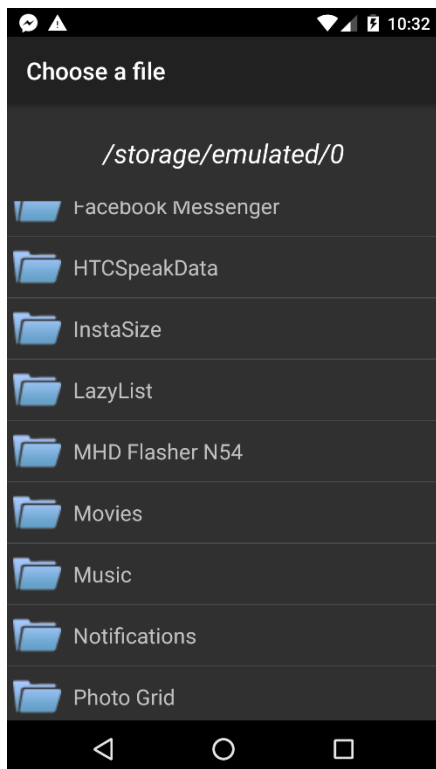 10:32
Choose a file
/storage/emulated/0
Facebook Messenger
HTCSpeakData
InstaSize
LazyList
MHD Flasher N54
Movies
Music
Notifications
Photo Grid